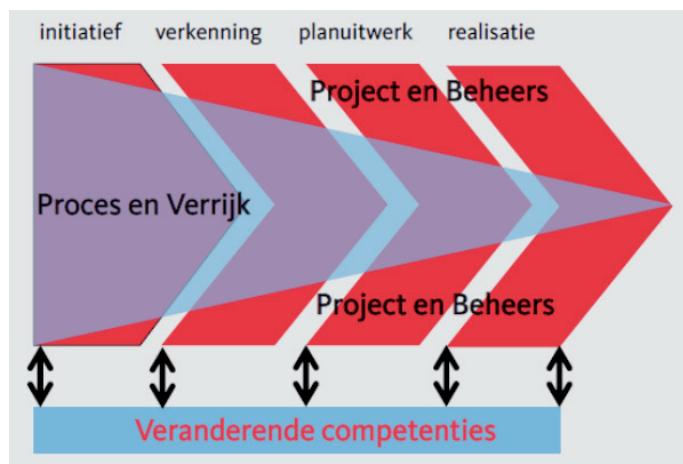 initiatief verkenning planuitwerk realisatie
Project en Beheers
Proces en Verrijk
Project en Beheers
Veranderende competenties